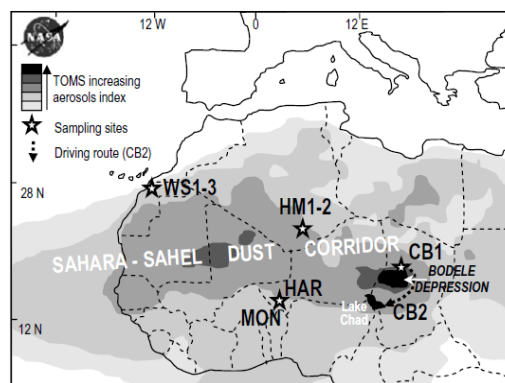 12 W
0
12 E
NASA
TOMS increasing
aerosols index
Sampling sites
Driving route (CB2)
28 N
WS1-3
HM1-2
SAHARA - SAHEL DUST CORRIDOR
CB1
BODELE
DEPRESSION
HAR
MON
Lake
Chad
CB2
12 N